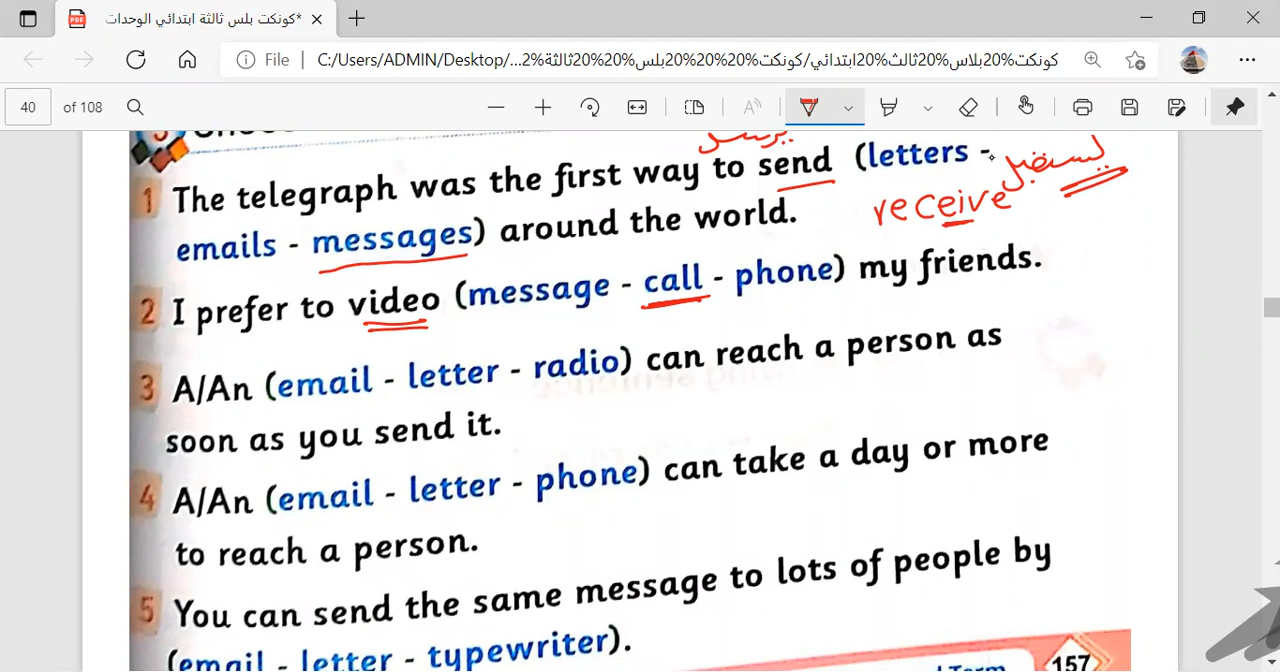 *كونكت بلس ثالثة ابتدائي الوحدات
File
C:/Users/ADMIN/Desktop/كونكت%20بلاس%20ثالث%20ابتدائي/كونكت%20%20%20بلس%20%20ثالثة%2...
40 of 108
يرسل
1 The telegraph was the first way to send (letters -
يستقبل
receive
emails - messages) around the world.
2 I prefer to video (message - call - phone) my friends.
3 A/An (email - letter - radio) can reach a person as
soon as you send it.
4 A/An (email - letter - phone) can take a day or more
to reach a person.
5 You can send the same message to lots of people by
(email - letter - typewriter).
Term
157